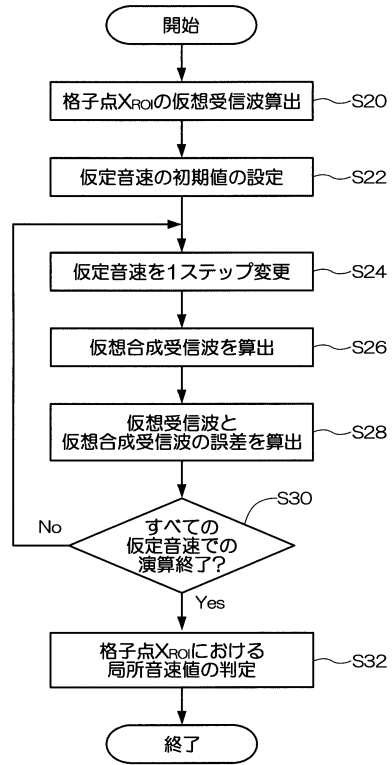 開始
格子点XROIの仮想受信波算出
S20
仮定音速の初期値の設定
S22
仮定音速を1ステップ変更
S24
仮想合成受信波を算出
S26
仮想受信波と
仮想合成受信波の誤差を算出
S28
S30
No
すべての
仮定音速での
演算終了?
Yes
格子点XROIにおける
局所音速値の判定
S32
終了